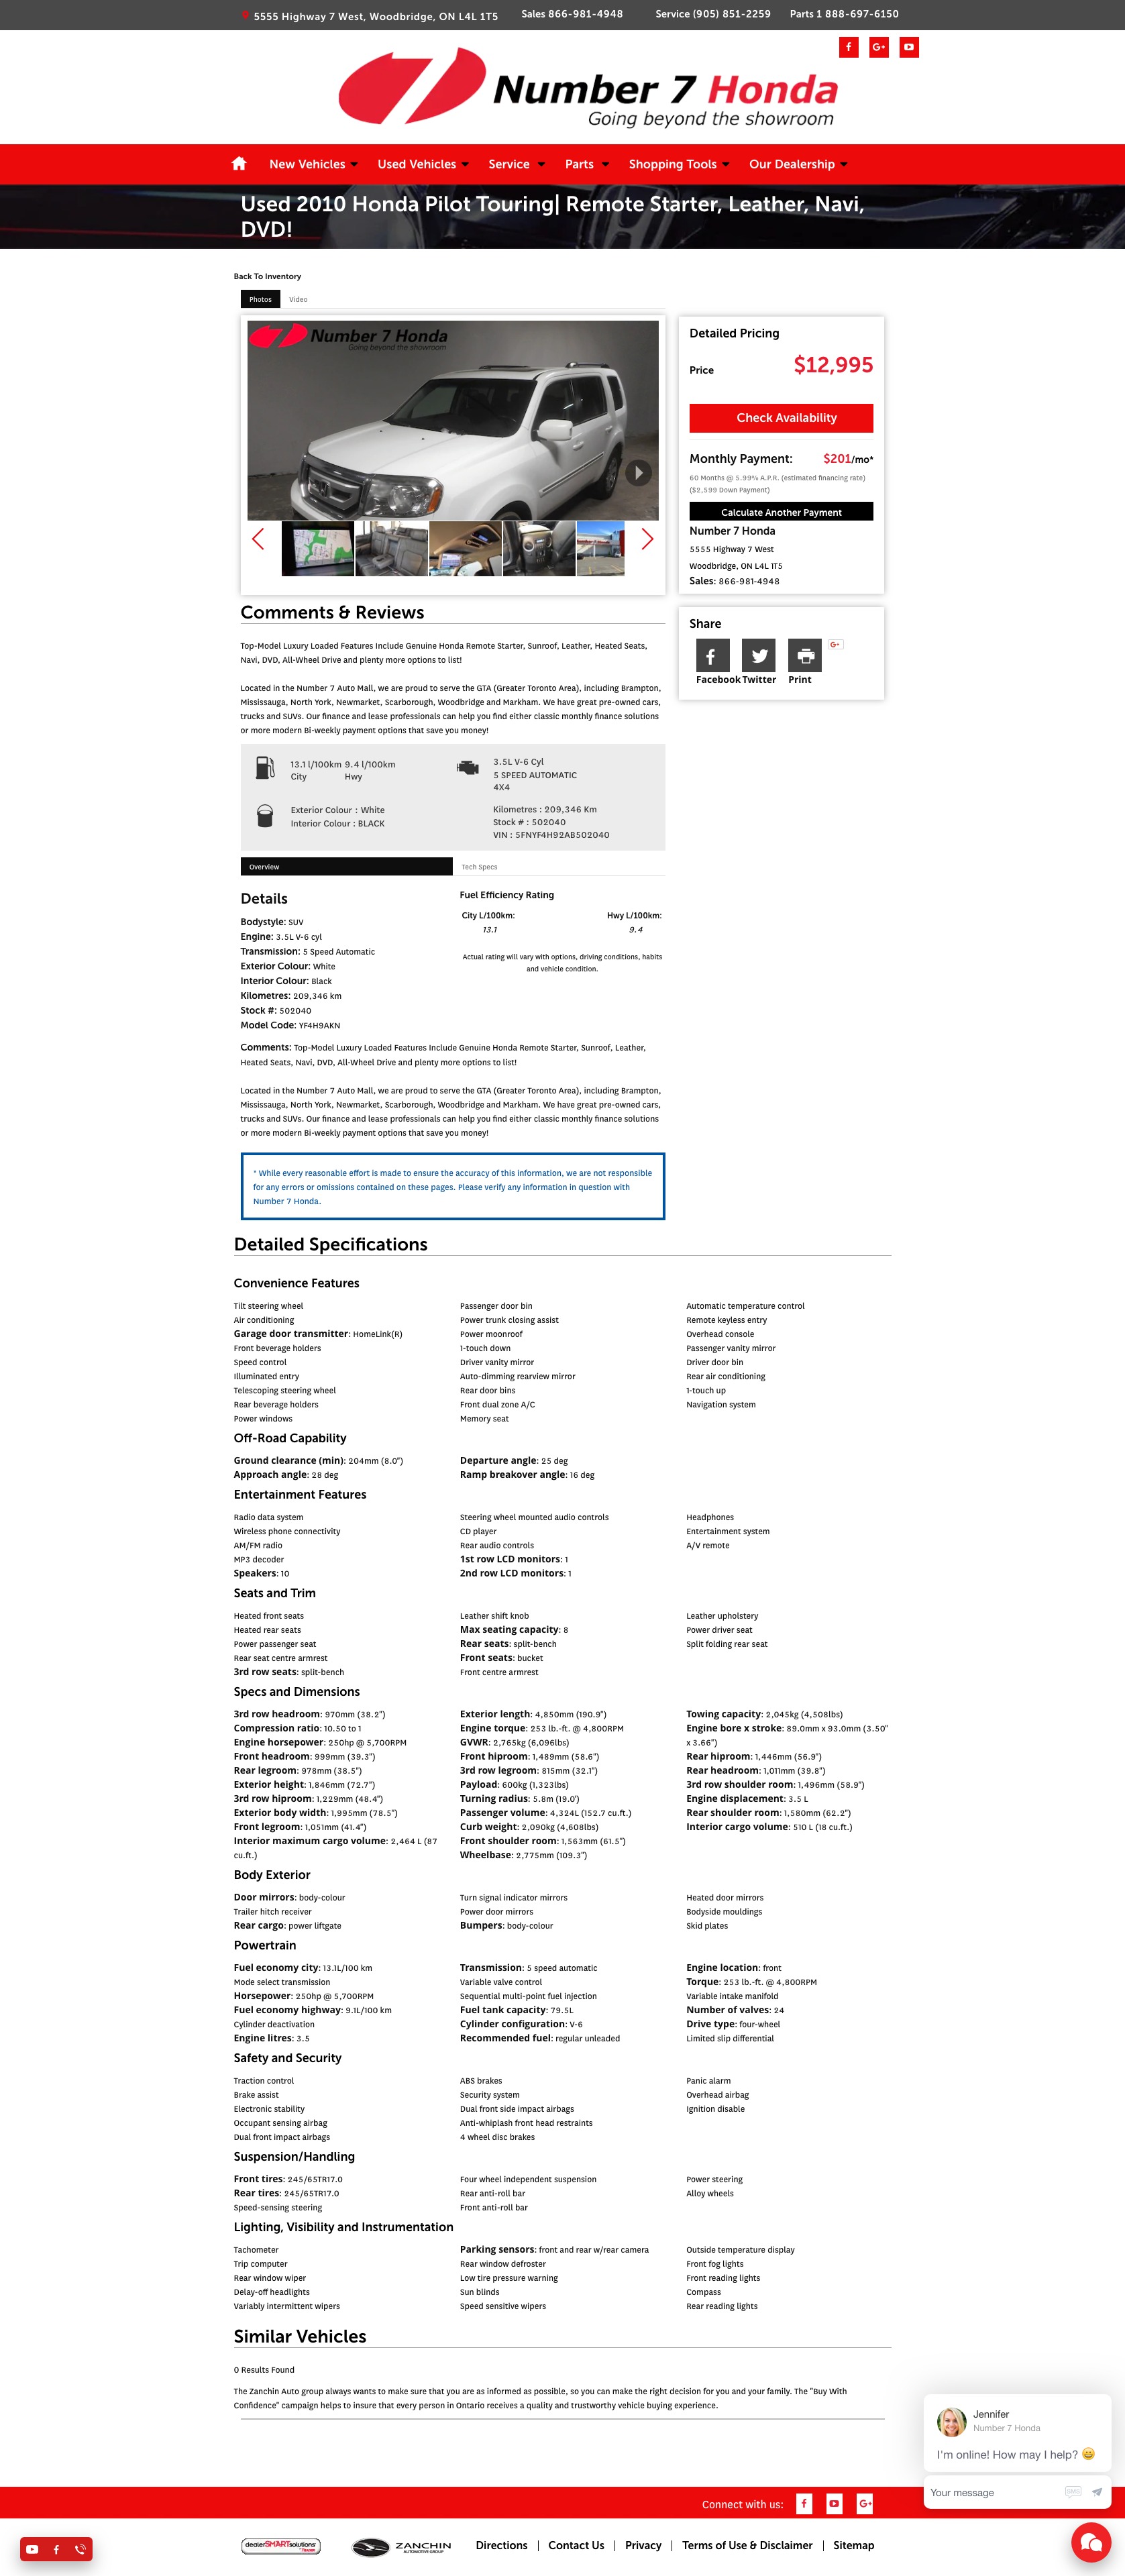 5555 Highway 7 West, Woodbridge, ON L4L 1T5 Sales 866-981-4948 Service (905) 851-2259 Parts 1 888-697-6150
Number 7 Honda
Going beyond the showroom
New Vehicles Used Vehicles Service Parts Shopping Tools Our Dealership
Used 2010 Honda Pilot Touring| Remote Starter, Leather, Navi,
DVD!
Back To Inventory
Photos Video
Number 7 Honda
Going beyond the showroom
Detailed Pricing
Price $12,995
Check Availability
Monthly Payment: $201/mo*
60 Months @ 5.99% A.P.R. (estimated financing rate)
($2,599 Down Payment)
Calculate Another Payment
Number 7 Honda
5555 Highway 7 West
Woodbridge, ON L4L 1T5
Sales: 866-981-4948
Share
G+
Facebook Twitter Print
Comments & Reviews
Top-Model Luxury Loaded Features Include Genuine Honda Remote Starter, Sunroof, Leather, Heated Seats,
Navi, DVD, All-Wheel Drive and plenty more options to list!
Located in the Number 7 Auto Mall, we are proud to serve the GTA (Greater Toronto Area), including Brampton,
Mississauga, North York, Newmarket, Scarborough, Woodbridge and Markham. We have great pre-owned cars,
trucks and SUVs. Our finance and lease professionals can help you find either classic monthly finance solutions
or more modern Bi-weekly payment options that save you money!
13.1 l/100km 9.4 l/100km
City Hwy
3.5L V-6 Cyl
5 SPEED AUTOMATIC
4X4
Exterior Colour : White
Interior Colour : BLACK
Kilometres : 209,346 Km
Stock # : 502040
VIN : 5FNYF4H92AB502040
Overview Tech Specs
Details
Bodystyle: SUV
Engine: 3.5L V-6 cyl
Transmission: 5 Speed Automatic
Exterior Colour: White
Interior Colour: Black
Kilometres: 209,346 km
Stock #: 502040
Model Code: YF4H9AKN
Fuel Efficiency Rating
City L/100km: Hwy L/100km:
13.1 9.4
Actual rating will vary with options, driving conditions, habits
and vehicle condition.
Comments: Top-Model Luxury Loaded Features Include Genuine Honda Remote Starter, Sunroof, Leather,
Heated Seats, Navi, DVD, All-Wheel Drive and plenty more options to list!
Located in the Number 7 Auto Mall, we are proud to serve the GTA (Greater Toronto Area), including Brampton,
Mississauga, North York, Newmarket, Scarborough, Woodbridge and Markham. We have great pre-owned cars,
trucks and SUVs. Our finance and lease professionals can help you find either classic monthly finance solutions
or more modern Bi-weekly payment options that save you money!
* While every reasonable effort is made to ensure the accuracy of this information, we are not responsible
for any errors or omissions contained on these pages. Please verify any information in question with
Number 7 Honda.
Detailed Specifications
Convenience Features
Tilt steering wheel Passenger door bin Automatic temperature control
Air conditioning Power trunk closing assist Remote keyless entry
Garage door transmitter: HomeLink(R) Power moonroof Overhead console
Front beverage holders 1-touch down Passenger vanity mirror
Speed control Driver vanity mirror Driver door bin
Illuminated entry Auto-dimming rearview mirror Rear air conditioning
Telescoping steering wheel Rear door bins 1-touch up
Rear beverage holders Front dual zone A/C Navigation system
Power windows Memory seat
Off-Road Capability
Ground clearance (min): 204mm (8.0") Departure angle: 25 deg
Approach angle: 28 deg Ramp breakover angle: 16 deg
Entertainment Features
Radio data system Steering wheel mounted audio controls Headphones
Wireless phone connectivity CD player Entertainment system
AM/FM radio Rear audio controls A/V remote
MP3 decoder 1st row LCD monitors: 1
Speakers: 10 2nd row LCD monitors: 1
Seats and Trim
Heated front seats Leather shift knob Leather upholstery
Heated rear seats Max seating capacity: 8 Power driver seat
Power passenger seat Rear seats: split-bench Split folding rear seat
Rear seat centre armrest Front seats: bucket
3rd row seats: split-bench Front centre armrest
Specs and Dimensions
3rd row headroom: 970mm (38.2") Exterior length: 4,850mm (190.9") Towing capacity: 2,045kg (4,508lbs)
Compression ratio: 10.50 to 1 Engine torque: 253 lb.-ft. @ 4,800RPM Engine bore x stroke: 89.0mm x 93.0mm (3.50"
Engine horsepower: 250hp @ 5,700RPM GVWR: 2,765kg (6,096lbs) x 3.66")
Front headroom: 999mm (39.3") Front hiproom: 1,489mm (58.6") Rear hiproom: 1,446mm (56.9")
Rear legroom: 978mm (38.5") 3rd row legroom: 815mm (32.1") Rear headroom: 1,011mm (39.8")
Exterior height: 1,846mm (72.7") Payload: 600kg (1,323lbs) 3rd row shoulder room: 1,496mm (58.9")
3rd row hiproom: 1,229mm (48.4") Turning radius: 5.8m (19.0') Engine displacement: 3.5 L
Exterior body width: 1,995mm (78.5") Passenger volume: 4,324L (152.7 cu.ft.) Rear shoulder room: 1,580mm (62.2")
Front legroom: 1,051mm (41.4") Curb weight: 2,090kg (4,608lbs) Interior cargo volume: 510 L (18 cu.ft.)
Interior maximum cargo volume: 2,464 L (87 Front shoulder room: 1,563mm (61.5")
cu.ft.) Wheelbase: 2,775mm (109.3")
Body Exterior
Door mirrors: body-colour Turn signal indicator mirrors Heated door mirrors
Trailer hitch receiver Power door mirrors Bodyside mouldings
Rear cargo: power liftgate Bumpers: body-colour Skid plates
Powertrain
Fuel economy city: 13.1L/100 km Transmission: 5 speed automatic Engine location: front
Mode select transmission Variable valve control Torque: 253 lb.-ft. @ 4,800RPM
Horsepower: 250hp @ 5,700RPM Sequential multi-point fuel injection Variable intake manifold
Fuel economy highway: 9.1L/100 km Fuel tank capacity: 79.5L Number of valves: 24
Cylinder deactivation Cylinder configuration: V-6 Drive type: four-wheel
Engine litres: 3.5 Recommended fuel: regular unleaded Limited slip differential
Safety and Security
Traction control ABS brakes Panic alarm
Brake assist Security system Overhead airbag
Electronic stability Dual front side impact airbags Ignition disable
Occupant sensing airbag Anti-whiplash front head restraints
Dual front impact airbags 4 wheel disc brakes
Suspension/Handling
Front tires: 245/65TR17.0 Four wheel independent suspension Power steering
Rear tires: 245/65TR17.0 Rear anti-roll bar Alloy wheels
Speed-sensing steering Front anti-roll bar
Lighting, Visibility and Instrumentation
Tachometer Parking sensors: front and rear w/rear camera Outside temperature display
Trip computer Rear window defroster Front fog lights
Rear window wiper Low tire pressure warning Front reading lights
Delay-off headlights Sun blinds Compass
Variably intermittent wipers Speed sensitive wipers Rear reading lights
Similar Vehicles
0 Results Found
The Zanchin Auto group always wants to make sure that you are as informed as possible, so you can make the right decision for you and your family. The "Buy With
Confidence" campaign helps to insure that every person in Ontario receives a quality and trustworthy vehicle buying experience.
Jennifer
Number 7 Honda
I'm online! How may I help?
Your message
SMS
Connect with us:
dealerSMARTsolutions
ZANCHIN
AUTOMOTIVE GROUP
Directions | Contact Us | Privacy | Terms of Use & Disclaimer | Sitemap